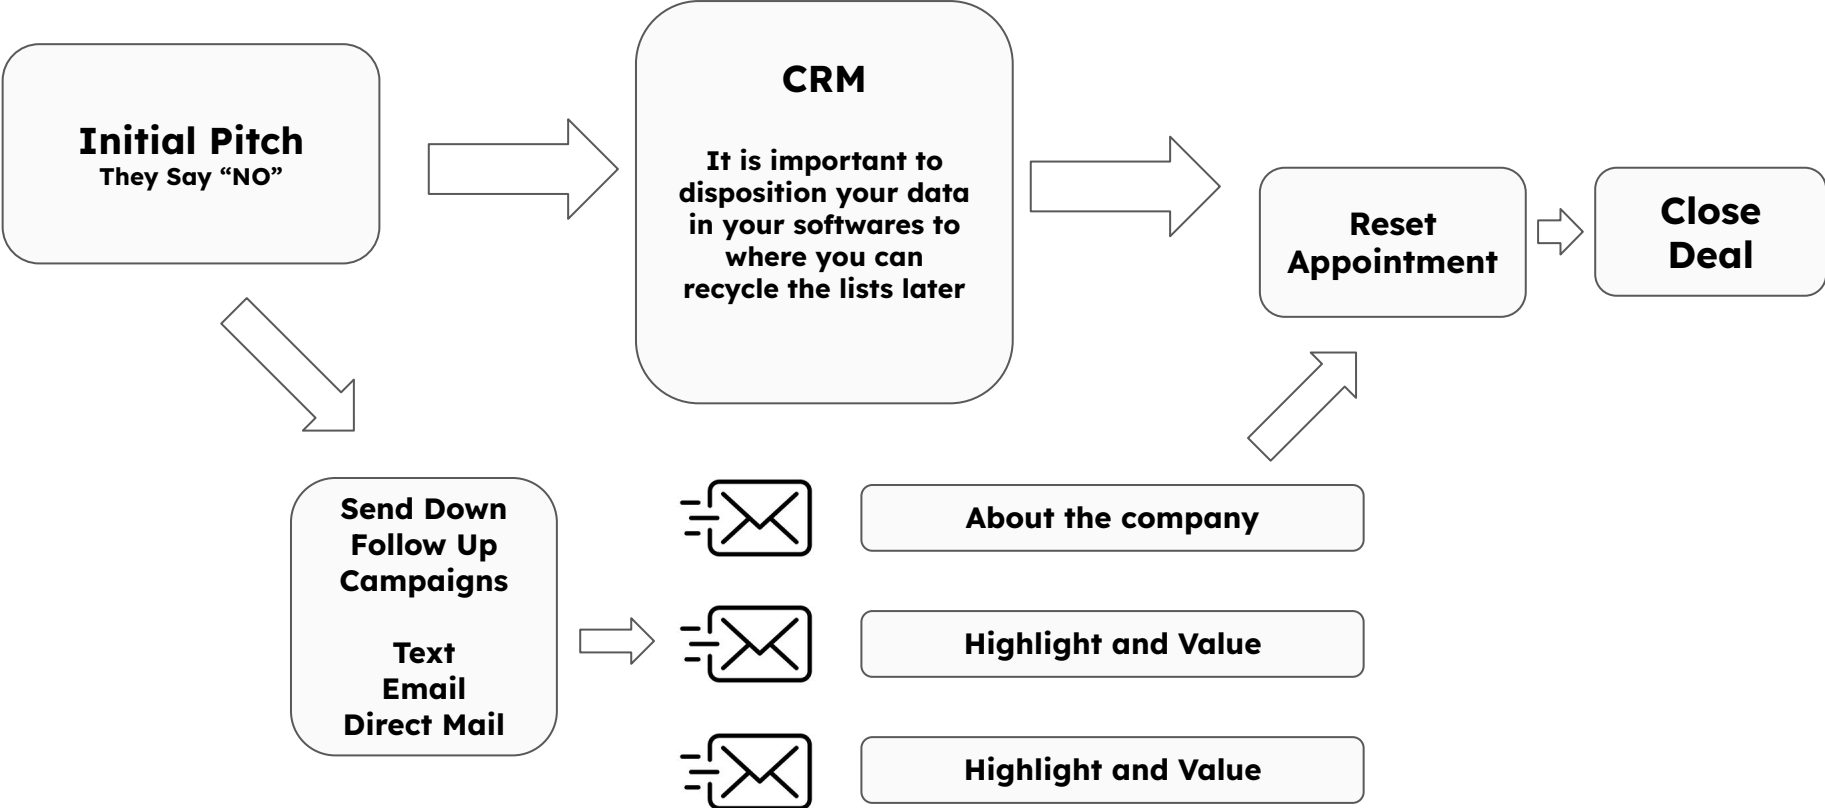 Initial Pitch
They Say “NO”
CRM
It is important to
disposition your data
in your softwares to
where you can
recycle the lists later
Reset
Appointment
Close
Deal
Send Down
Follow Up
Campaigns
Text
Email
Direct Mail
About the company
Highlight and Value
Highlight and Value